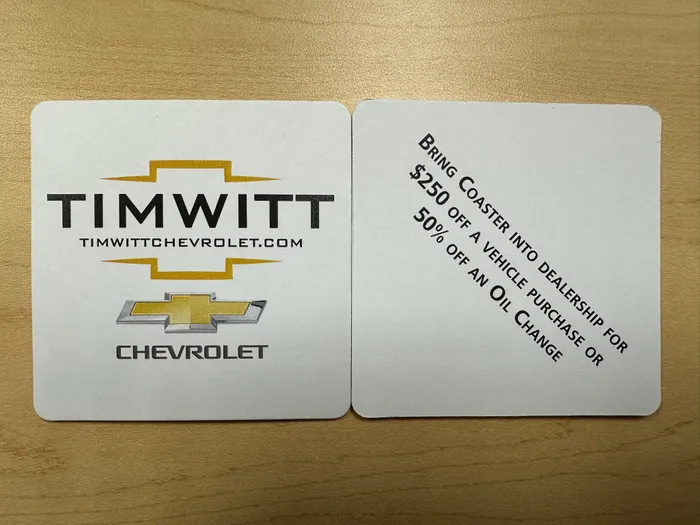 TIMWITT
TIMWITTCHEVROLET.COM
CHEVROLET
BRING COASTER INTO DEALERSHIP FOR
$250 OFF A VEHICLE PURCHASE OR
50% OFF AN OIL CHANGE